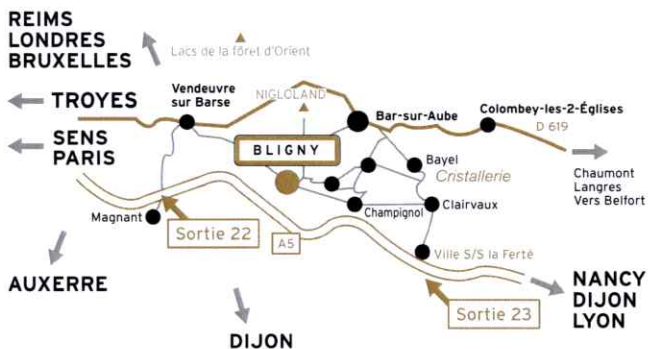 REIMS
LONDRES
BRUXELLES
Lacs de la fôret d'Orient
TROYES
Vendeuvre
sur Barse
NIGLOLAND
Bar-sur-Aube
Colombey-les-2-Églises
D 619
SENS
PARIS
BLIGNY
Bayel
Cristallerie
Chaumont
Langres
Vers Belfort
Magnant
Champignol
Clairvaux
Sortie 22
A5
Ville S/S la Ferté
AUXERRE
Sortie 23
NANCY
DIJON
LYON
DIJON